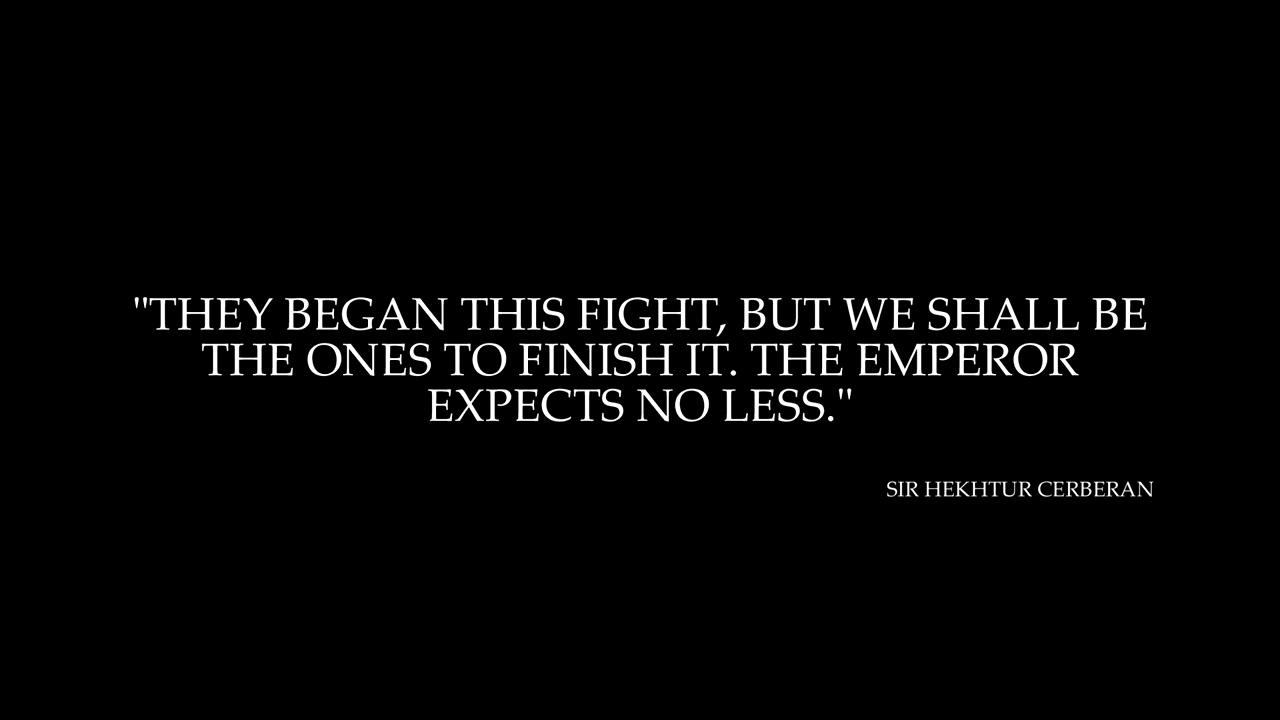 "THEY BEGAN THIS FIGHT, BUT WE SHALL BE
THE ONES TO FINISH IT. THE EMPEROR
EXPECTS NO LESS."
SIR HEKHTUR CERBERAN